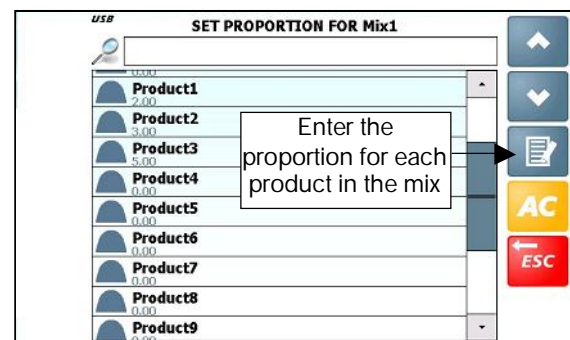 USB
SET PROPORTION FOR Mix1
0.00
Product1
2.00
Product2
3.00
Product3
5.00
Product4
0.00
Product5
0.00
Product6
0.00
Product7
0.00
Product8
0.00
Product9
Enter the
proportion for each
product in the mix
AC
ESC